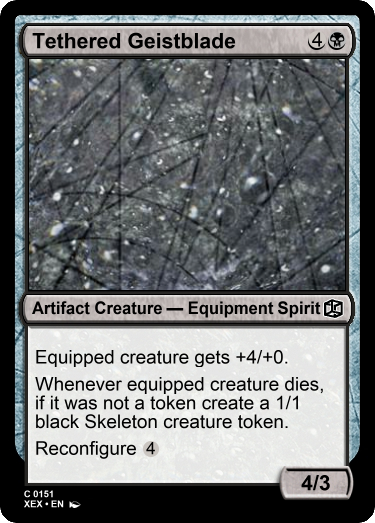 Tethered Geistblade 4
Artifact Creature — Equipment Spirit
Equipped creature gets +4/+0.
Whenever equipped creature dies,
if it was not a token create a 1/1
black Skeleton creature token.
Reconfigure 4
4/3
C 0151
XEX • EN